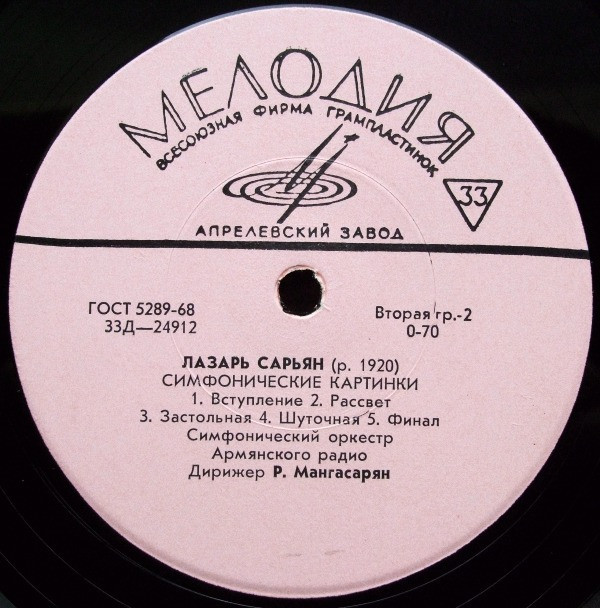 МЕЛОДИЯ
ВСЕСОЮЗНАЯ ФИРМА ГРАМПЛАСТИНОК
33
АПРЕЛЕВСКИЙ ЗАВОД
ГОСТ 5289-68
33Д—24912
Вторая гр.-2
0-70
ЛАЗАРЬ САРЬЯН (р. 1920)
СИМФОНИЧЕСКИЕ КАРТИНКИ
1. Вступление 2. Рассвет
3. Застольная 4. Шуточная 5. Финал
Симфонический оркестр
Армянского радио
Дирижер Р. Мангасарян